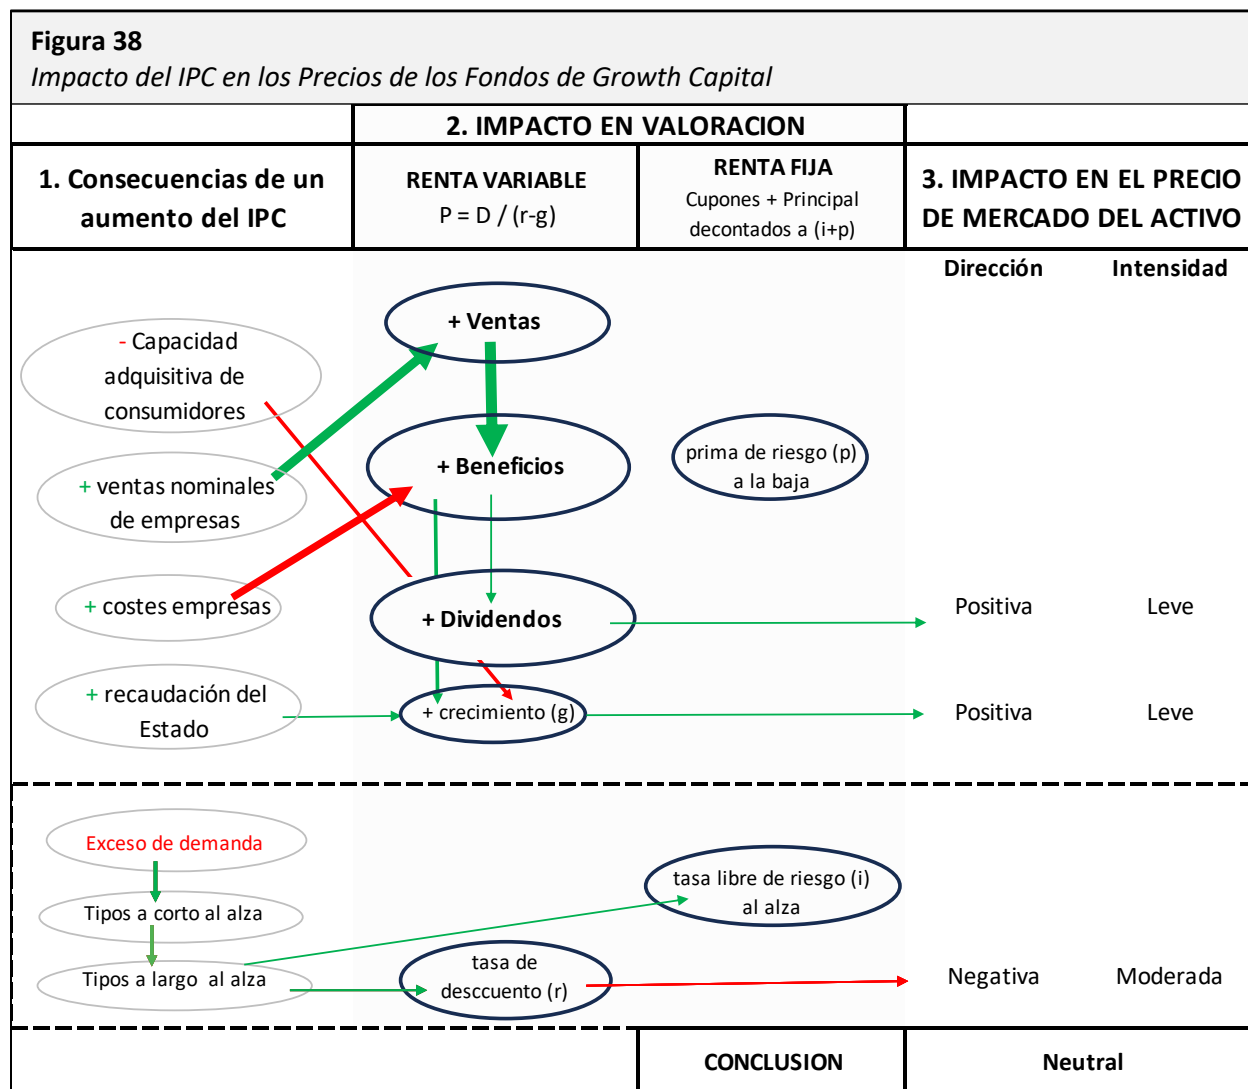 Figura 38
Impacto del IPC en los Precios de los Fondos de Growth Capital
2. IMPACTO EN VALORACION
1. Consecuencias de un
aumento del IPC
RENTA VARIABLE
P = D / (r-g)
RENTA FIJA
Cupones + Principal
decontados a (i+p)
3. IMPACTO EN EL PRECIO
DE MERCADO DEL ACTIVO
Dirección
Intensidad
- Capacidad
adquisitiva de
consumidores
+ Ventas
+ ventas nominales
de empresas
+ Beneficios
prima de riesgo (p)
a la baja
+ costes empresas
+ Dividendos
Positiva
Leve
+ recaudación del
Estado
+ crecimiento (g)
Positiva
Leve
Exceso de demanda
Tipos a corto al alza
Tipos a largo  al alza
tasa libre de riesgo (i)
al alza
tasa de
desccuento (r)
Negativa
Moderada
CONCLUSION
Neutral